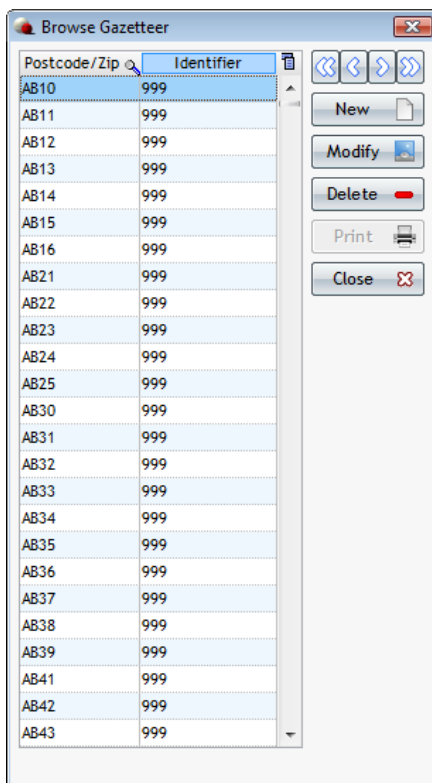 Browse Gazetteer
Postcode/Zip Identifier
AB10 999
AB11 999
AB12 999
AB13 999
AB14 999
AB15 999
AB16 999
AB21 999
AB22 999
AB23 999
AB24 999
AB25 999
AB30 999
AB31 999
AB32 999
AB33 999
AB34 999
AB35 999
AB36 999
AB37 999
AB38 999
AB39 999
AB41 999
AB42 999
AB43 999
New
Modify
Delete
Print
Close